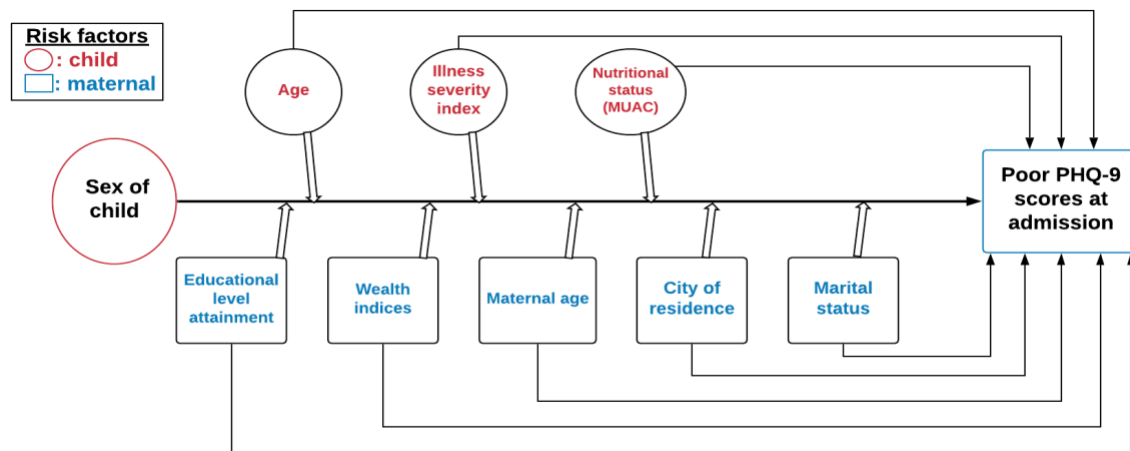 Risk factors
: child
: maternal
Age
Illness
severity
index
Nutritional
status
(MUAC)
Sex of
child
Poor PHQ-9
scores at
admission
Educational
level
attainment
Wealth
indices
Maternal age
City of
residence
Marital
status